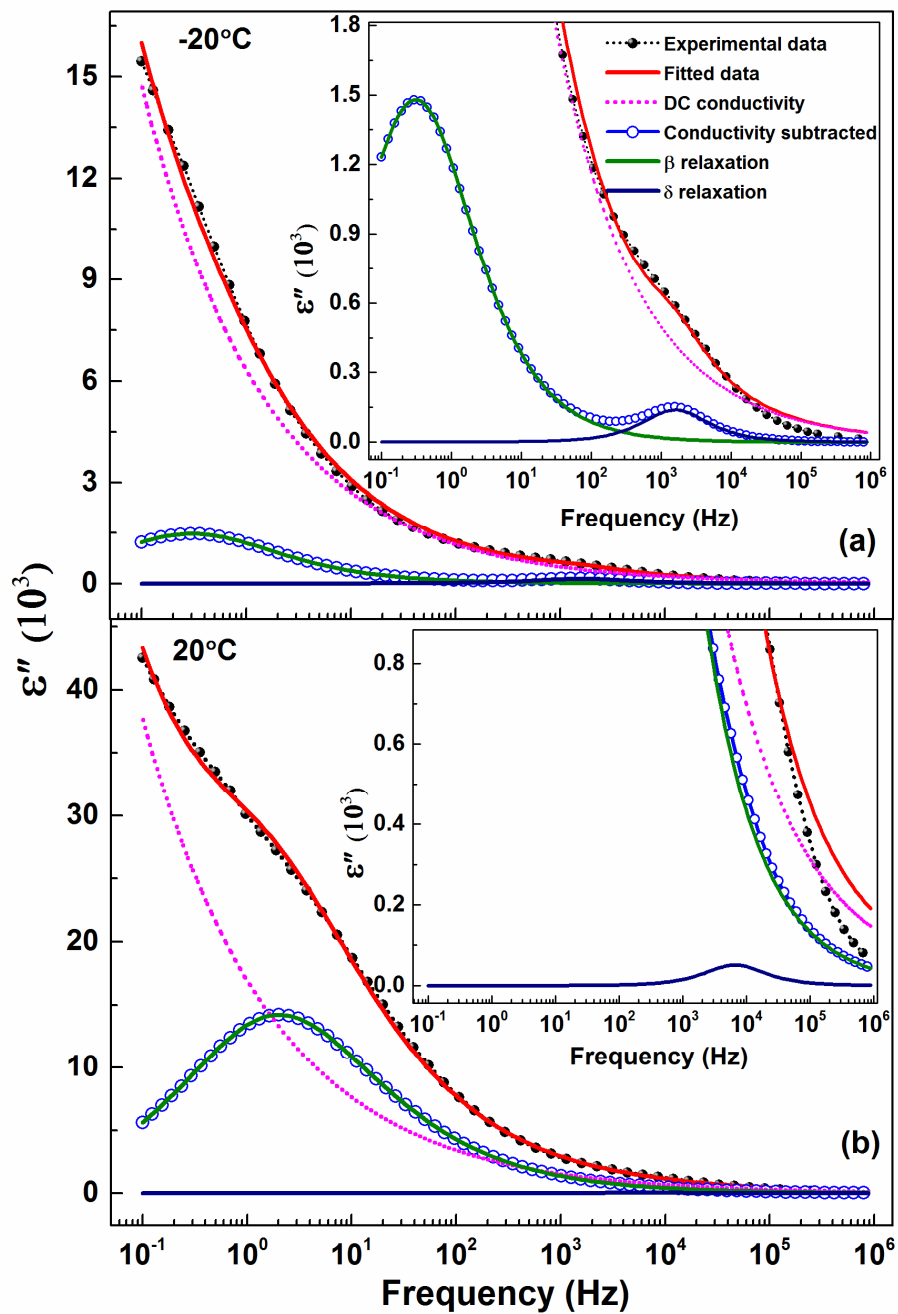 -20°C
ε″ (10³)
15
12
9
6
3
0
1.8
1.5
1.2
0.9
0.6
0.3
0.0
ε″ (10³)
Experimental data
Fitted data
DC conductivity
Conductivity subtracted
β relaxation
δ relaxation
10⁻¹ 10⁰ 10¹ 10² 10³ 10⁴ 10⁵ 10⁶
Frequency (Hz)
(a)
20°C
40
30
20
10
0
0.8
0.6
0.4
0.2
0.0
ε″ (10³)
10⁻¹ 10⁰ 10¹ 10² 10³ 10⁴ 10⁵ 10⁶
Frequency (Hz)
(b)
10⁻¹ 10⁰ 10¹ 10² 10³ 10⁴ 10⁵ 10⁶
Frequency (Hz)